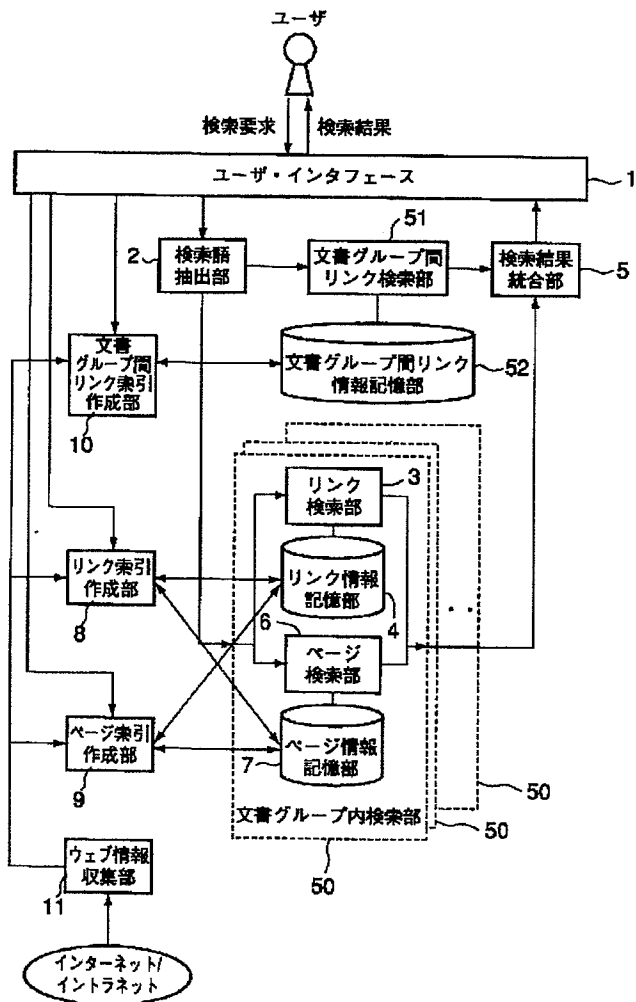 ユーザ
検索要求
検索結果
ユーザ・インタフェース
1
51
2
検索語
抽出部
文書グループ間
リンク検索部
検索結果
統合部
5
文書
グループ間
リンク索引
作成部
10
文書グループ間リンク
情報記憶部
52
リンク
検索部
3
リンク索引
作成部
8
リンク情報
記憶部
4
6
ページ
検索部
ページ索引
作成部
9
7
ページ情報
記憶部
文書グループ内検索部
50
50
50
ウェブ情報
収集部
11
インターネット/
イントラネット